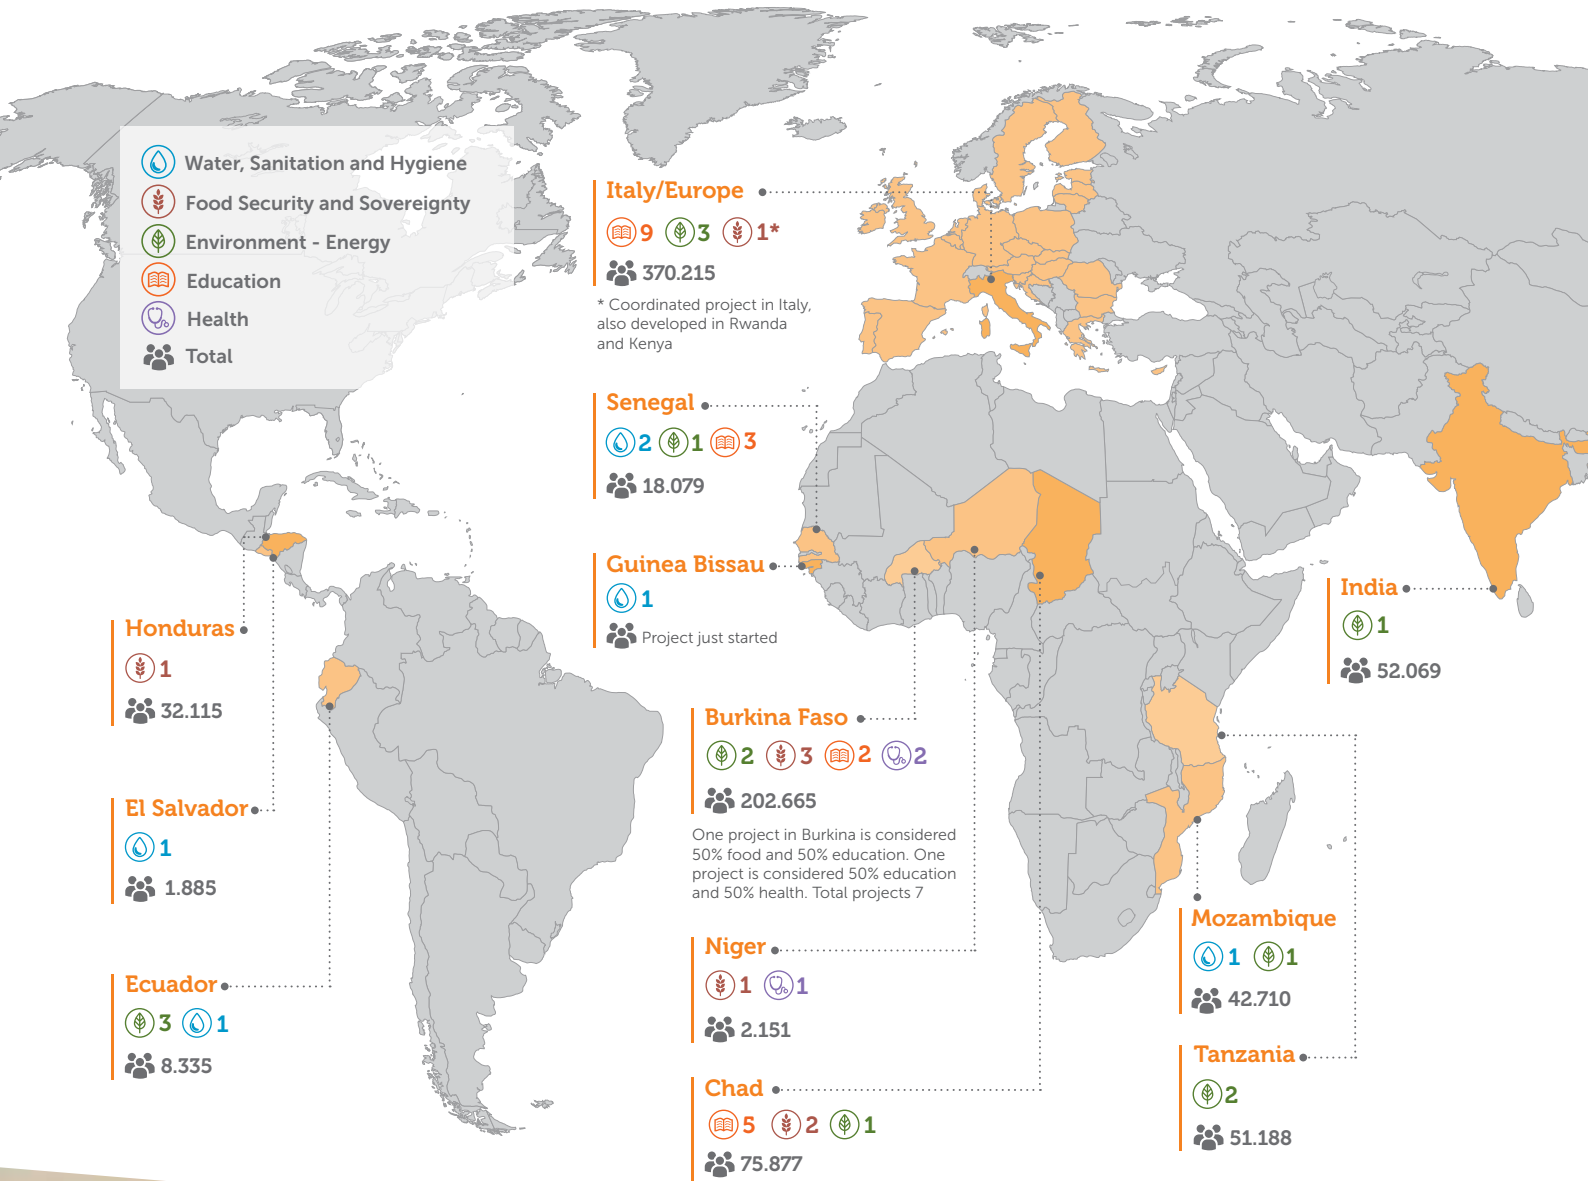 Water, Sanitation and Hygiene
Food Security and Sovereignty
Environment - Energy
Education
Health
Total
Italy/Europe
9 3 1*
370.215
* Coordinated project in Italy,
also developed in Rwanda
and Kenya
Senegal
2 1 3
18.079
Guinea Bissau
1
Project just started
Honduras
1
32.115
El Salvador
1
1.885
Ecuador
3 1
8.335
Burkina Faso
2 3 2 2
202.665
One project in Burkina is considered
50% food and 50% education. One
project is considered 50% education
and 50% health. Total projects 7
Niger
1 1
2.151
Chad
5 2 1
75.877
India
1
52.069
Mozambique
1 1
42.710
Tanzania
2
51.188